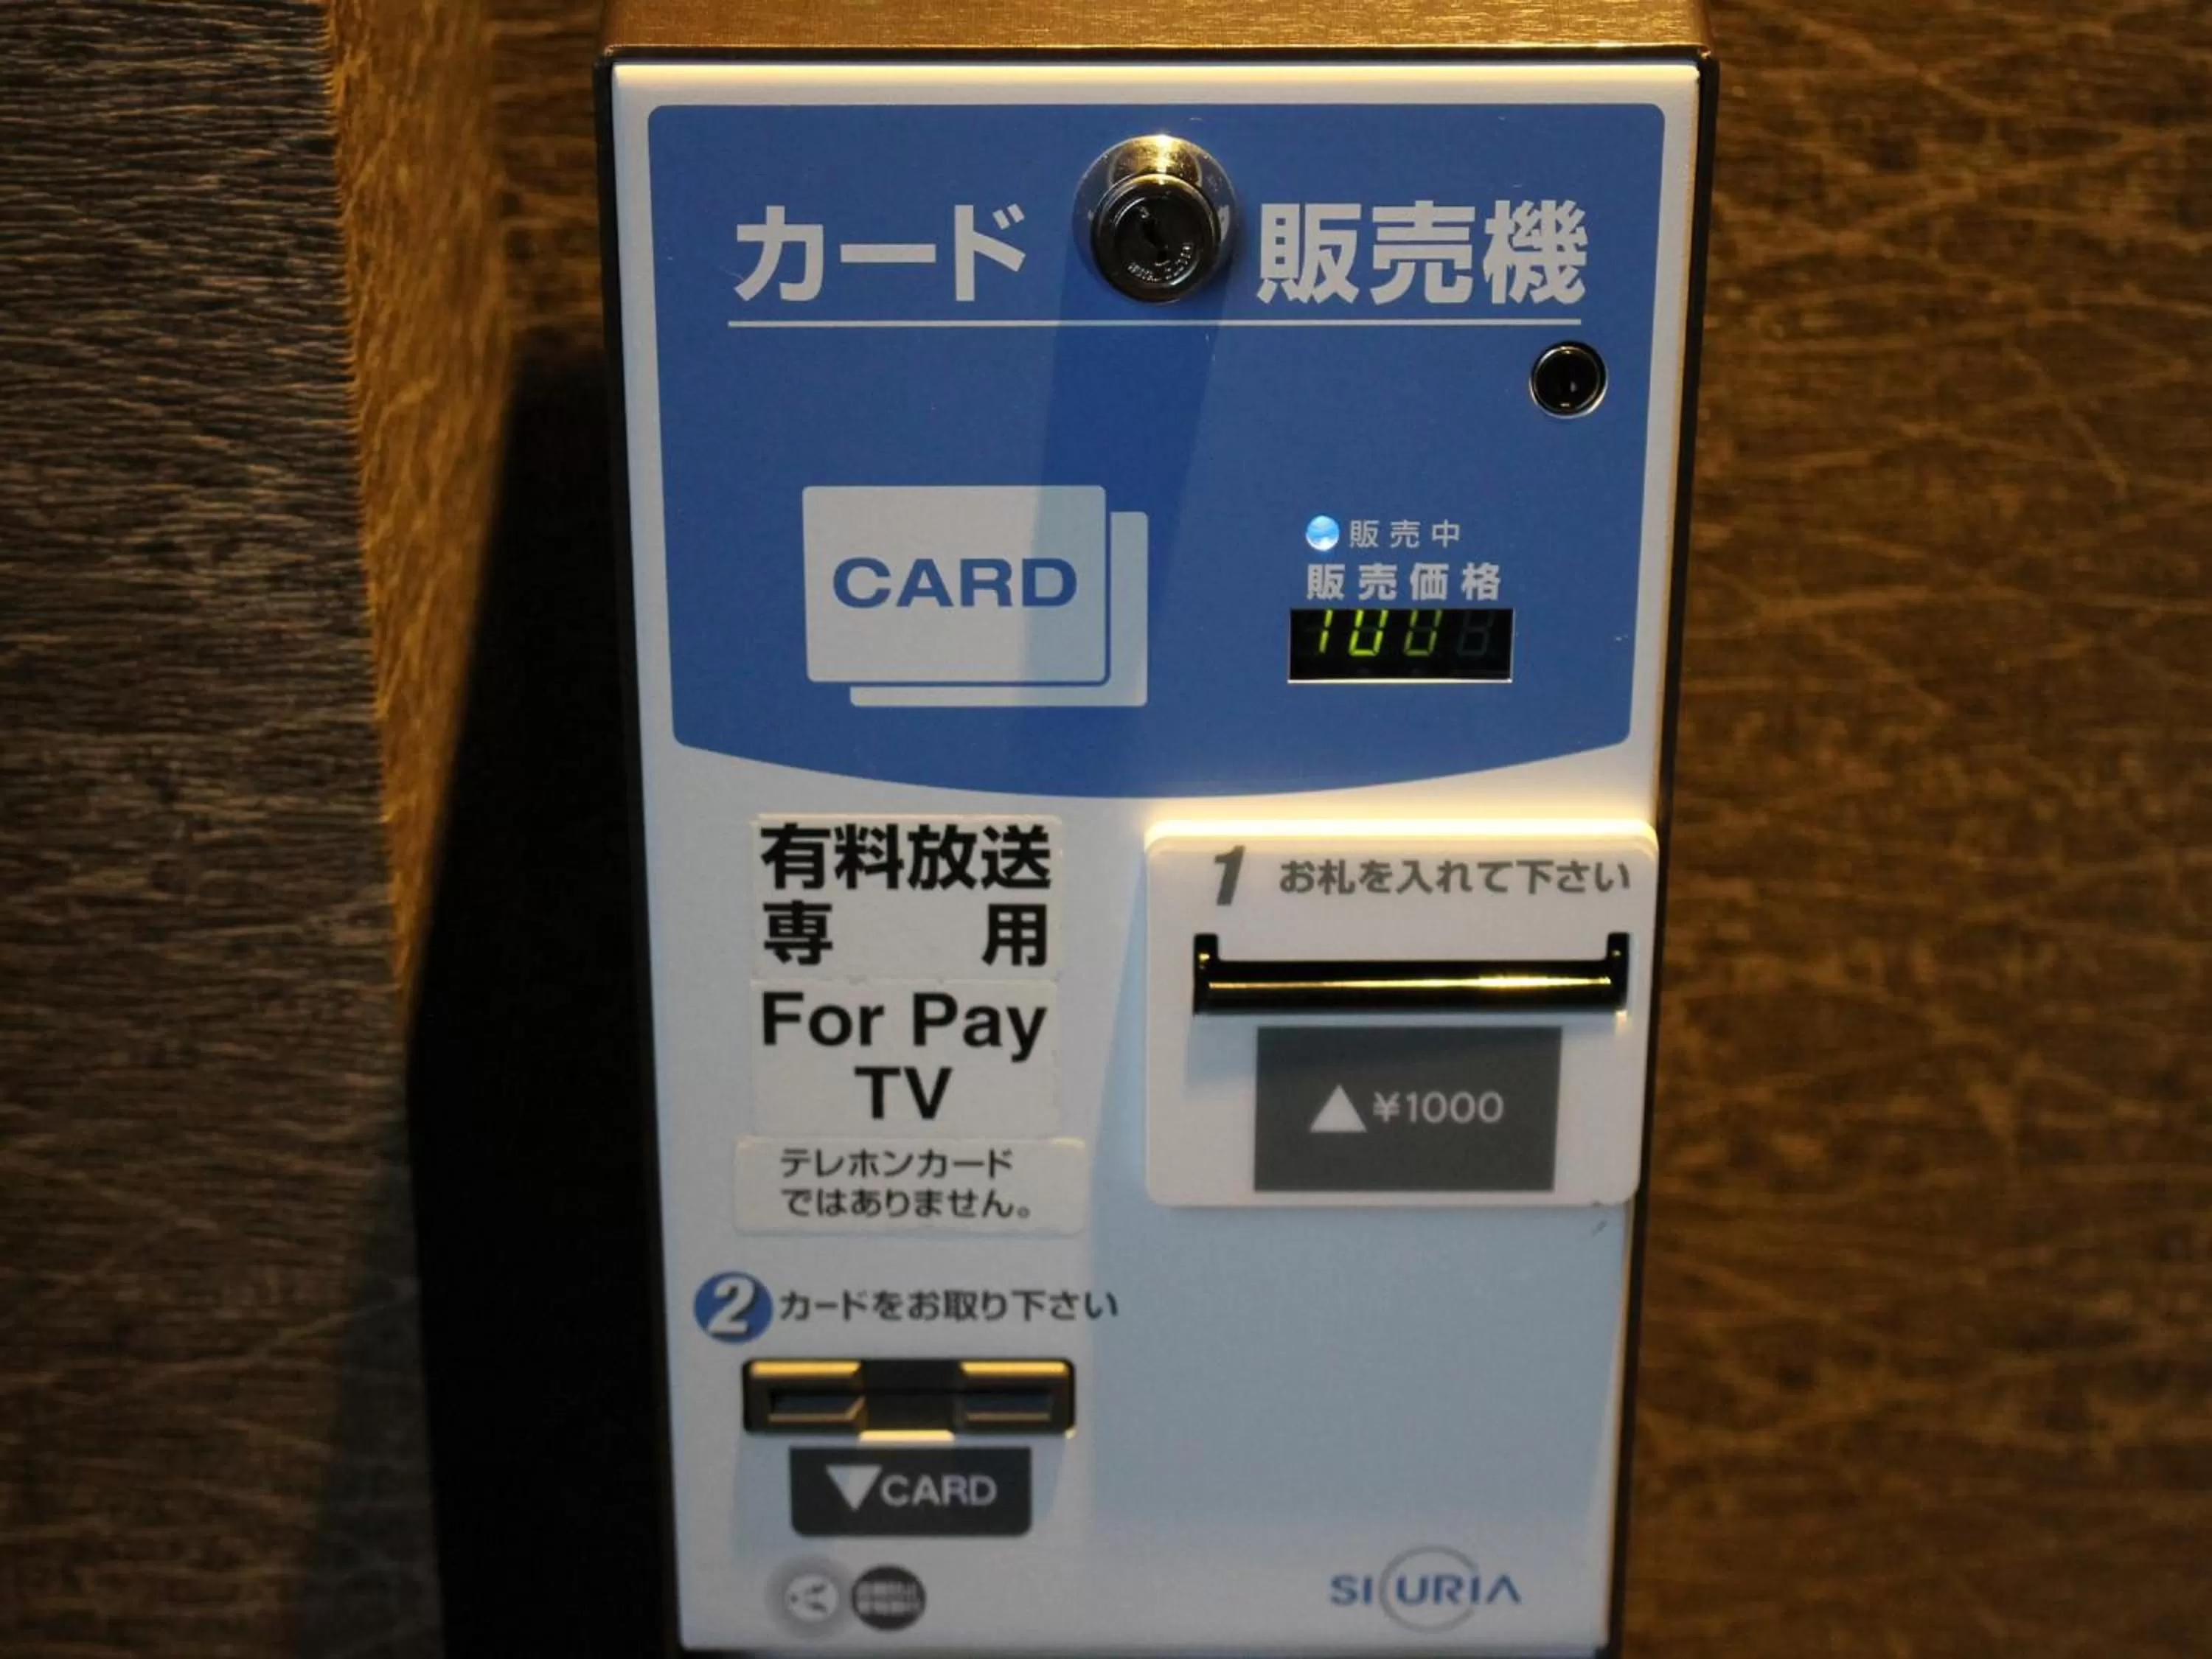 カード 販売機
CARD
販売中
販売価格
有料放送
専用
For Pay
TV
テレホンカード
ではありません。
1 お札を入れて下さい
▲¥1000
2 カードをお取り下さい
▼CARD
SICURIA